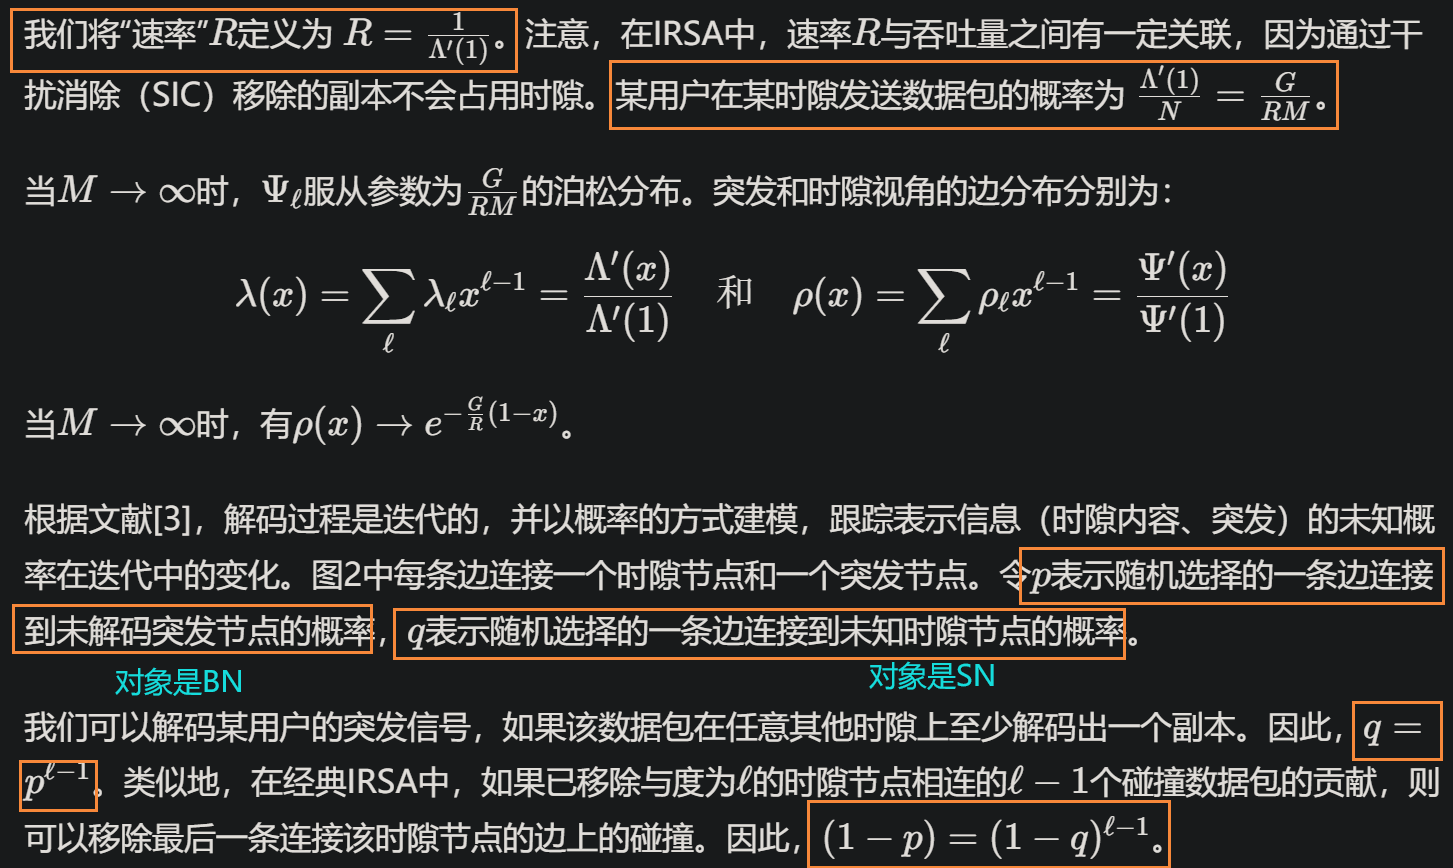 我们将“速率”R定义为 R = 1/Λ′(1)。注意，在IRSA中，速率R与吞吐量之间有一定关联，因为通过干
扰消除（SIC）移除的副本不会占用时隙。某用户在某时隙发送数据包的概率为 Λ′(1)/N = G/RM。
当M → ∞时，Ψ_ℓ服从参数为G/RM的泊松分布。突发和时隙视角的边分布分别为：
λ(x) = ∑_ℓ λ_ℓ x^{ℓ−1} = Λ′(x)/Λ′(1) 和 ρ(x) = ∑_ℓ ρ_ℓ x^{ℓ−1} = Ψ′(x)/Ψ′(1)
当M → ∞时，有ρ(x) → e^{−G/R(1−x)}。
根据文献[3]，解码过程是迭代的，并以概率的方式建模，跟踪表示信息（时隙内容、突发）的未知概
率在迭代中的变化。图2中每条边连接一个时隙节点和一个突发节点。令p表示随机选择的一条边连接
到未解码突发节点的概率，q表示随机选择的一条边连接到未知时隙节点的概率。
对象是BN 对象是SN
我们可以解码某用户的突发信号，如果该数据包在任意其他时隙上至少解码出一个副本。因此，q =
p^{ℓ−1}。类似地，在经典IRSA中，如果已移除与度为ℓ的时隙节点相连的ℓ − 1个碰撞数据包的贡献，则
可以移除最后一条连接该时隙节点的边上的碰撞。因此，(1 − p) = (1 − q)^{ℓ−1}。